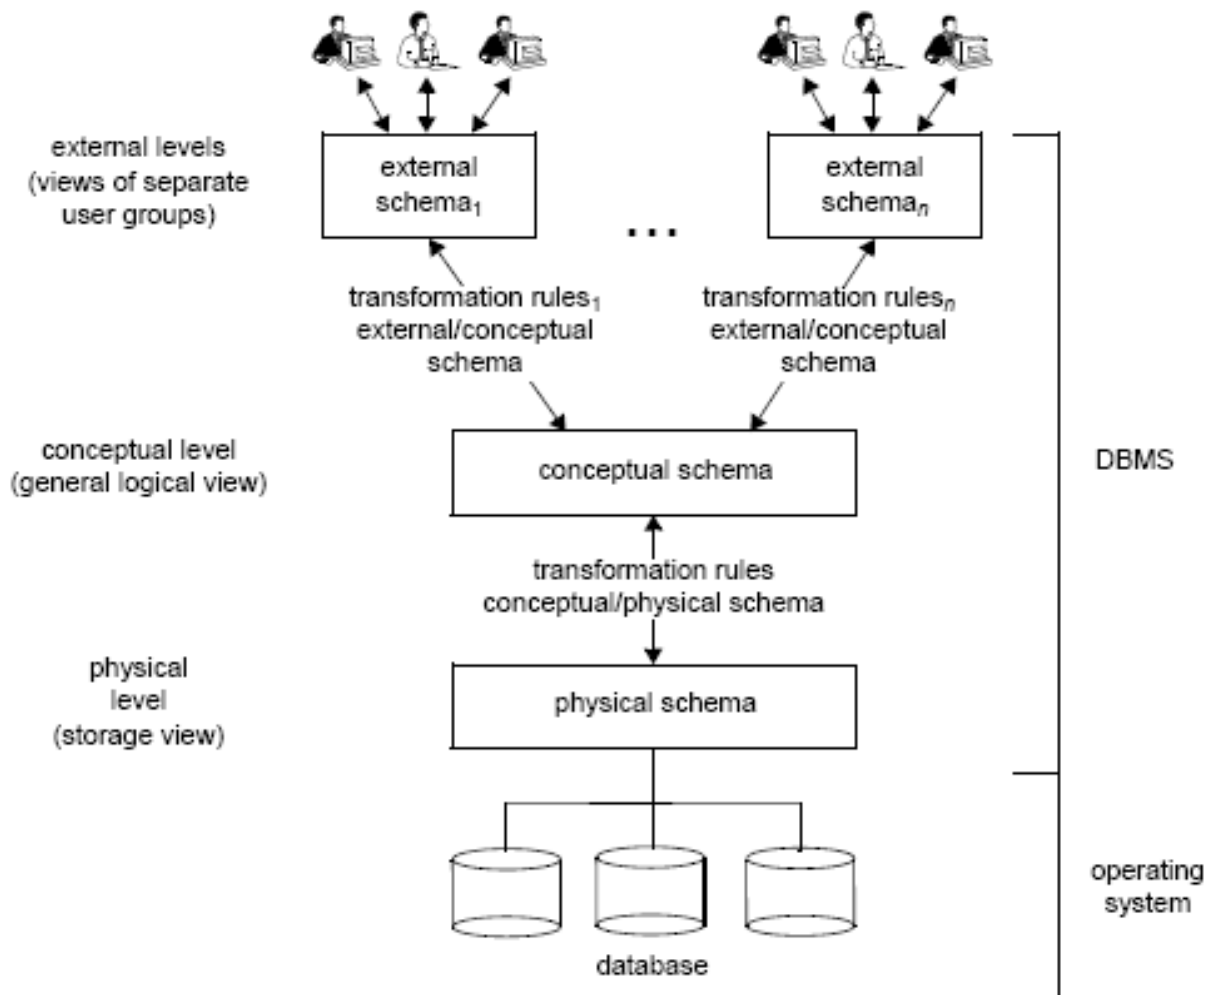 external levels
(views of separate
user groups)
external
schema1
...
external
scheman
transformation rules1
external/conceptual
schema
transformation rulesn
external/conceptual
schema
conceptual level
(general logical view)
conceptual schema
DBMS
transformation rules
conceptual/physical schema
physical
level
(storage view)
physical schema
operating
system
database